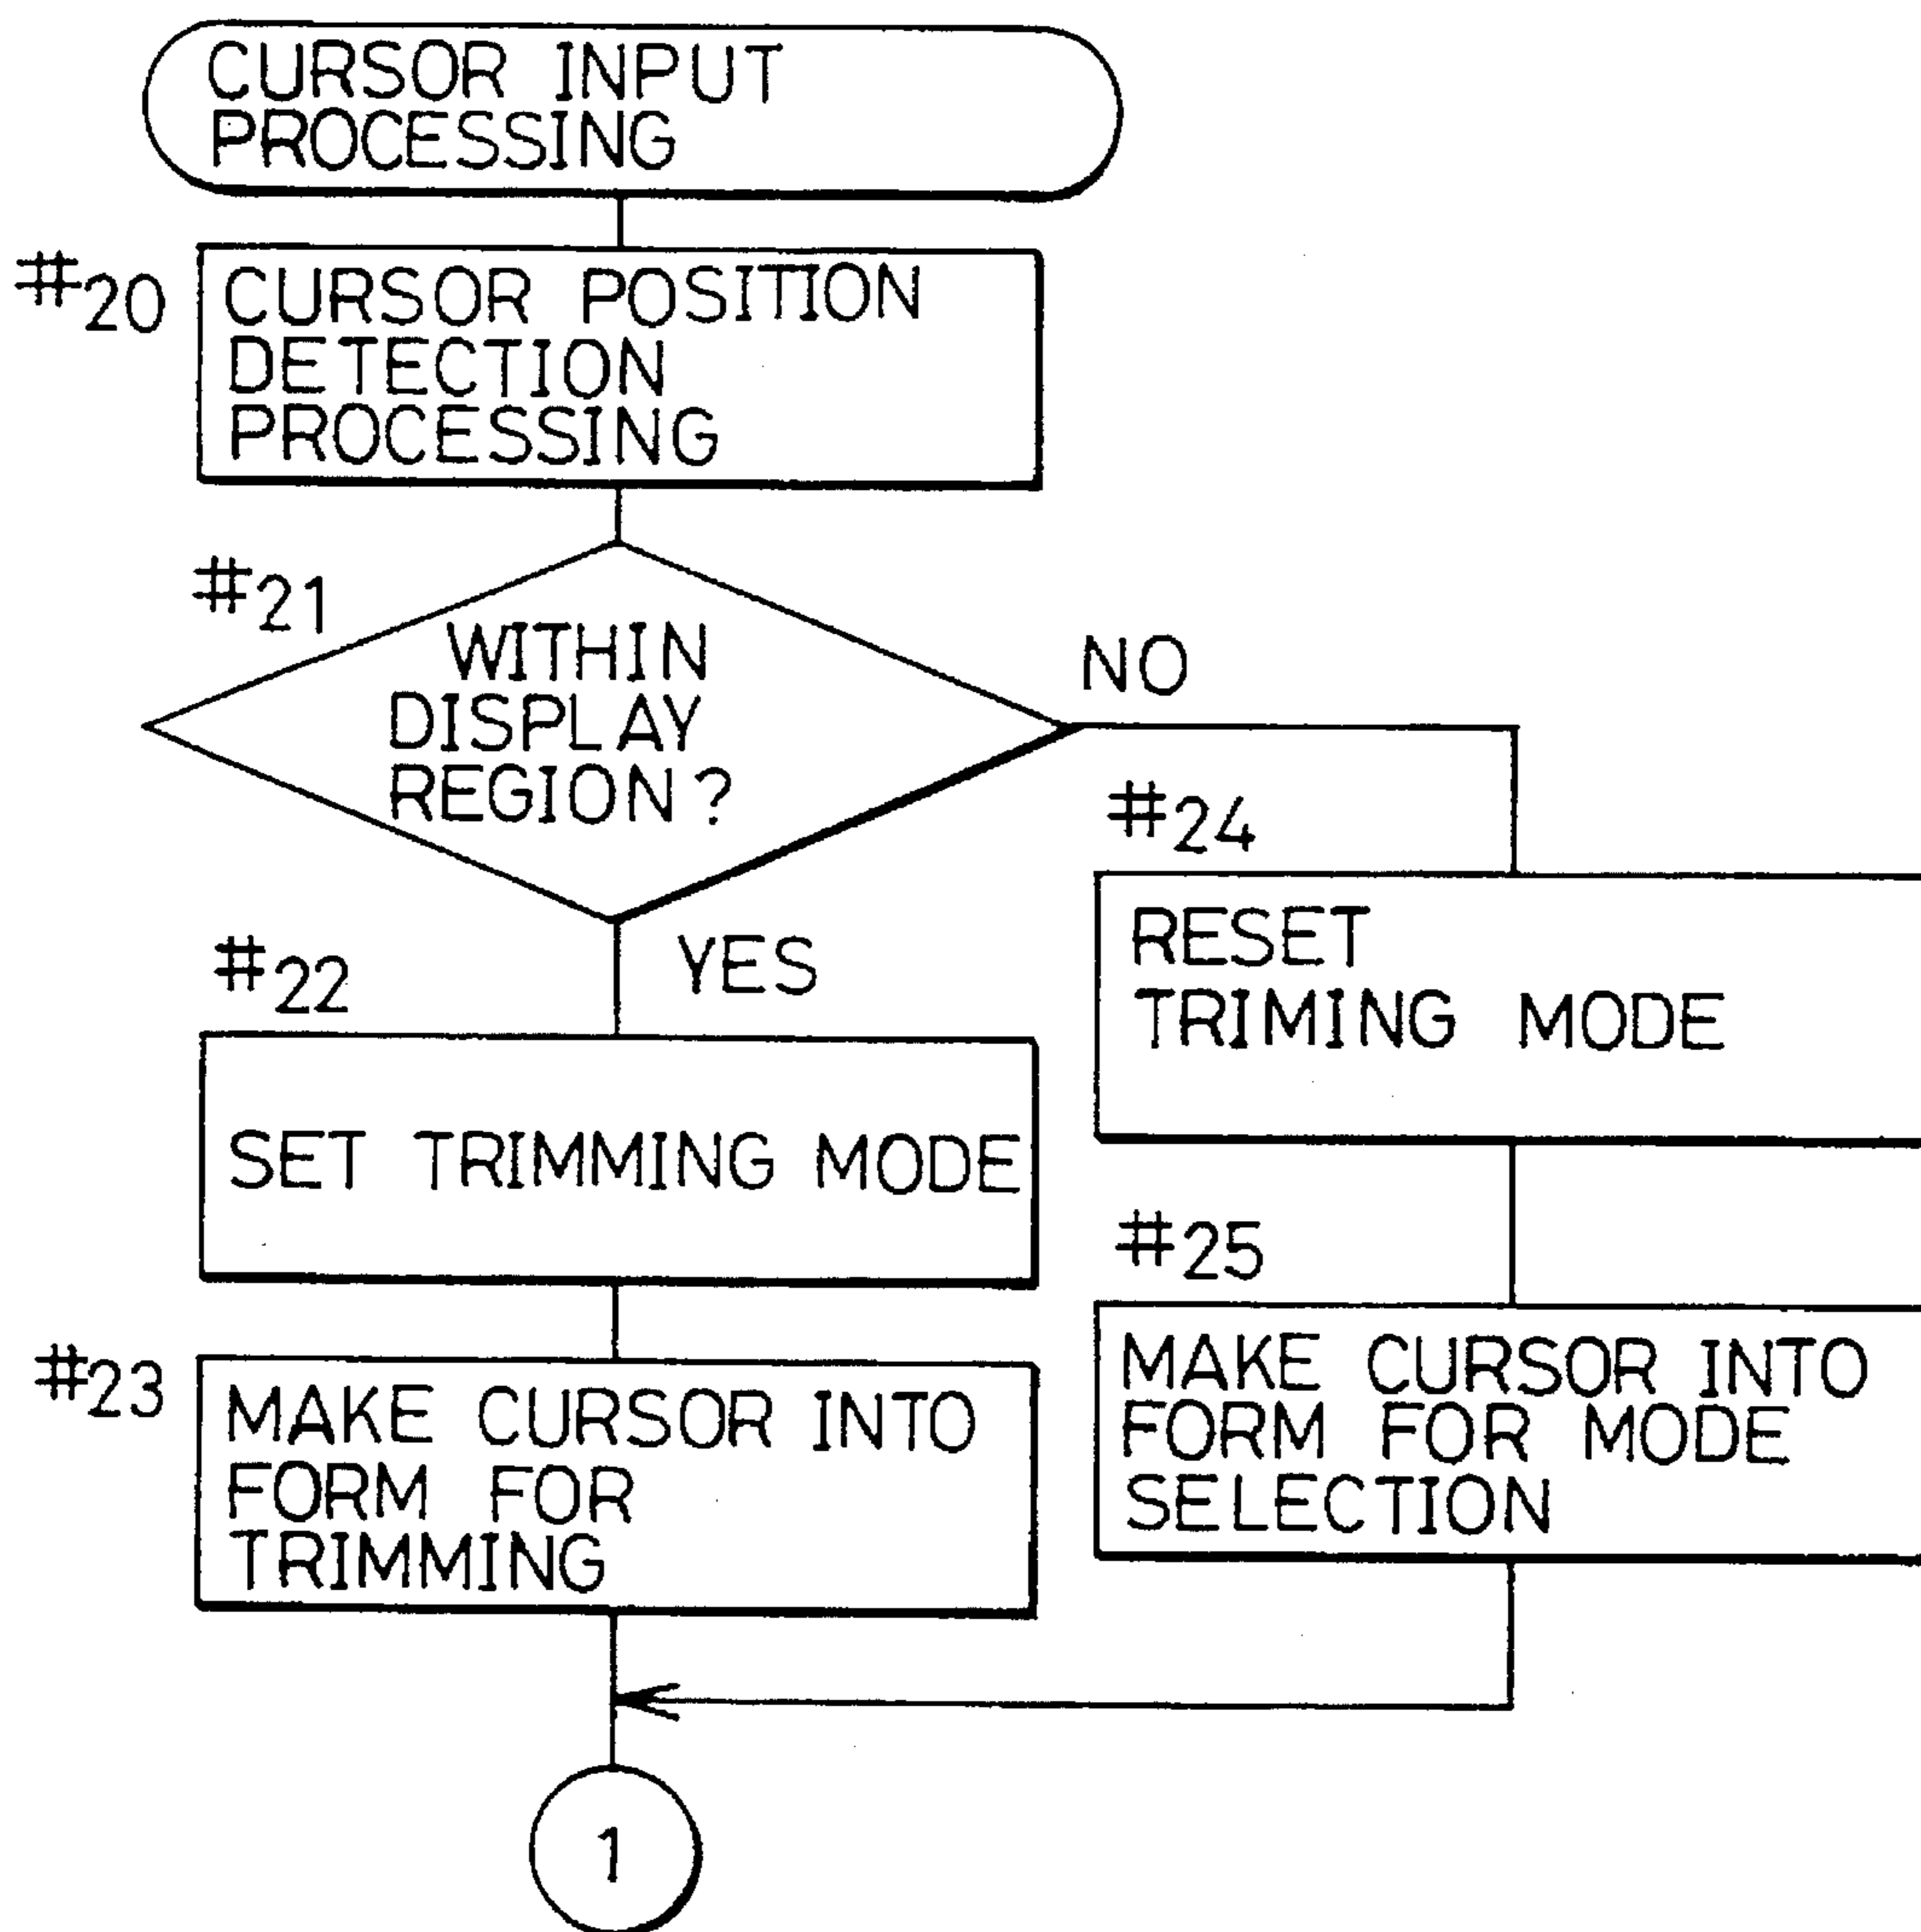 CURSOR INPUT
PROCESSING
#20
CURSOR POSITION
DETECTION
PROCESSING
#21
WITHIN
DISPLAY
REGION?
NO
YES
#22
SET TRIMMING MODE
#23
MAKE CURSOR INTO
FORM FOR
TRIMMING
#24
RESET
TRIMING MODE
#25
MAKE CURSOR INTO
FORM FOR MODE
SELECTION
1